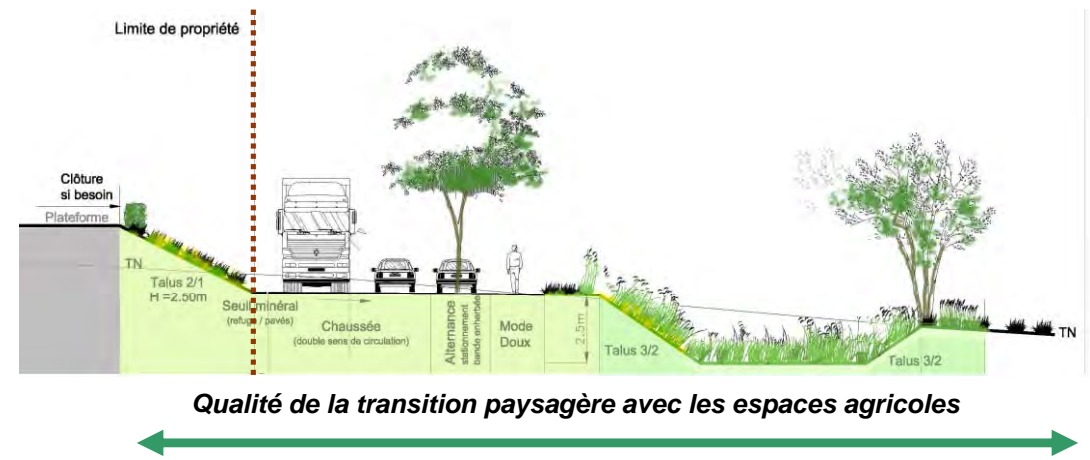 Limite de propriété
Clôture
si besoin
Plateforme
TN
Talus 2/1
H =2.50m
Seuil minéral
(refuge / pavés)
Chaussée
(double sens de circulation)
Alternance
stationnement
bande enherbée
Mode
Doux
2.5m
Talus 3/2
Talus 3/2
TN
Qualité de la transition paysagère avec les espaces agricoles